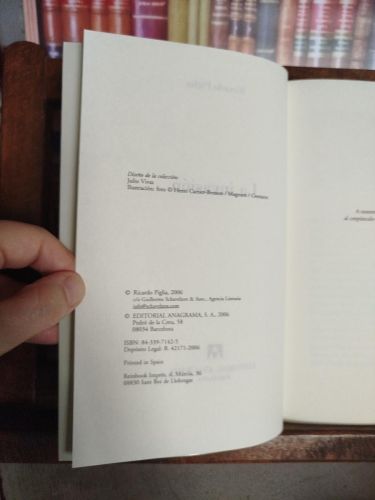 Diseño de la colección:
Julio Vivas
Ilustración: foto © Henri Cartier-Bresson / Magnum / Contacto
© Ricardo Piglia, 2006
c/o Guillermo Schavelzon & Asoc., Agencia Literaria
info@schavelzon.com
© EDITORIAL ANAGRAMA, S. A., 2006
Pedró de la Creu, 58
08034 Barcelona
ISBN: 84-339-7142-5
Depósito Legal: B. 42171-2006
Printed in Spain
Reinbook Imprès, sl, Múrcia, 36
08830 Sant Boi de Llobregat